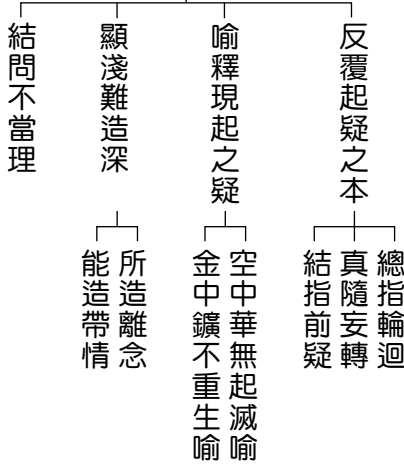 反覆起疑之本
總指輪迴
真隨妄轉
結指前疑
喻釋現起之疑
空中華無起滅喻
金中鑛不重生喻
顯淺難造深
所造離念
能造帶情
結問不當理